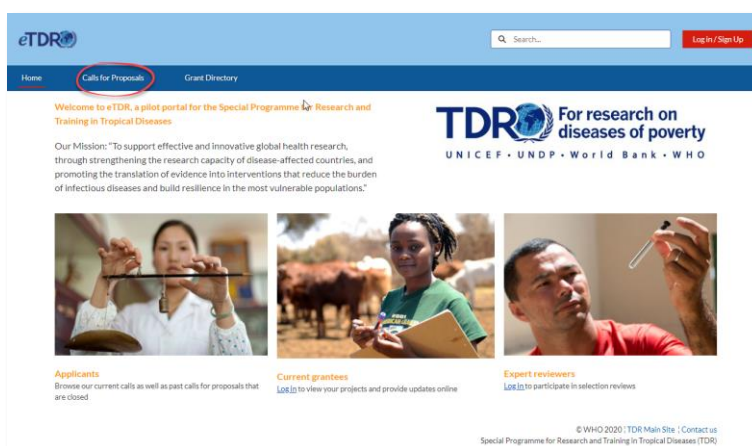 eTDR
Search...
Log in / Sign Up
Home
Calls for Proposals
Grant Directory
Welcome to eTDR, a pilot portal for the Special Programme for Research and
Training in Tropical Diseases
Our Mission: "To support effective and innovative global health research,
through strengthening the research capacity of disease-affected countries, and
promoting the translation of evidence into interventions that reduce the burden
of infectious diseases and build resilience in the most vulnerable populations."
TDR For research on
diseases of poverty
UNICEF • UNDP • World Bank • WHO
Applicants
Browse our current calls as well as past calls for proposals that
are closed
Current grantees
Log in to view your projects and provide updates online
Expert reviewers
Log in to participate in selection reviews
© WHO 2020 | TDR Main Site | Contact us
Special Programme for Research and Training in Tropical Diseases (TDR)